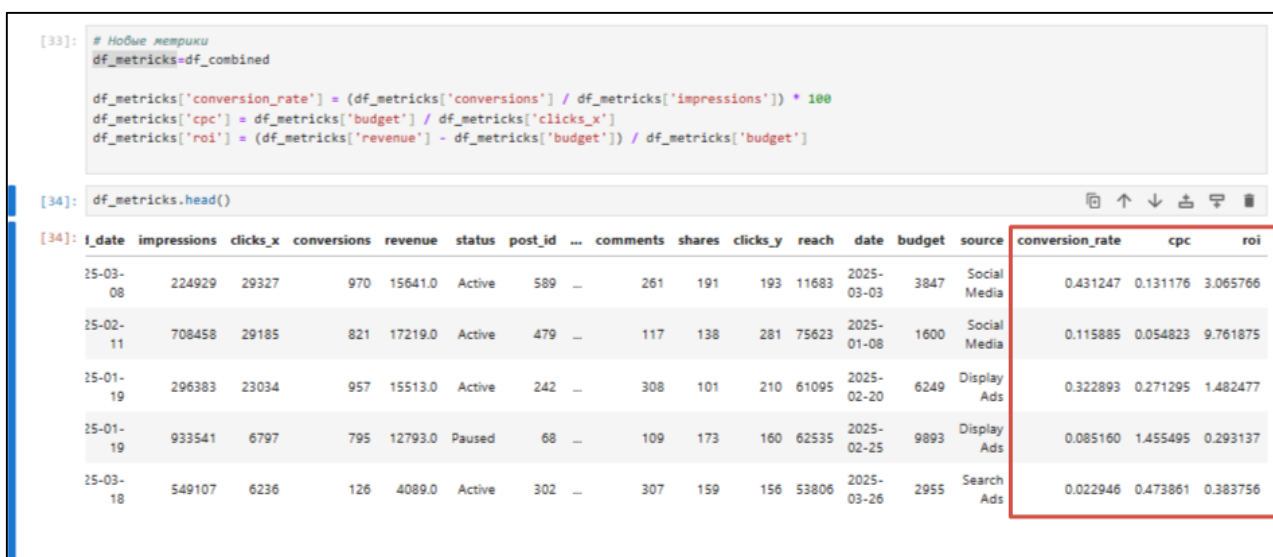 [33]: # Новые метрики
df_metricks=df_combined
df_metricks['conversion_rate'] = (df_metricks['conversions'] / df_metricks['impressions']) * 100
df_metricks['cpc'] = df_metricks['budget'] / df_metricks['clicks_x']
df_metricks['roi'] = (df_metricks['revenue'] - df_metricks['budget']) / df_metricks['budget']
[34]: df_metricks.head()
[34]: l_date impressions clicks_x conversions revenue status post_id ... comments shares clicks_y reach date budget source conversion_rate cpc roi
25-03-08 224929 29327 970 15641.0 Active 589 ... 261 191 193 11683 2025-03-03 3847 Social Media 0.431247 0.131176 3.065766
25-02-11 708458 29185 821 17219.0 Active 479 ... 117 138 281 75623 2025-01-08 1600 Social Media 0.115885 0.054823 9.761875
25-01-19 296383 23034 957 15513.0 Active 242 ... 308 101 210 61095 2025-02-20 6249 Display Ads 0.322893 0.271295 1.482477
25-01-19 933541 6797 795 12793.0 Paused 68 ... 109 173 160 62535 2025-02-25 9893 Display Ads 0.085160 1.455495 0.293137
25-03-18 549107 6236 126 4089.0 Active 302 ... 307 159 156 53806 2025-03-26 2955 Search Ads 0.022946 0.473861 0.383756